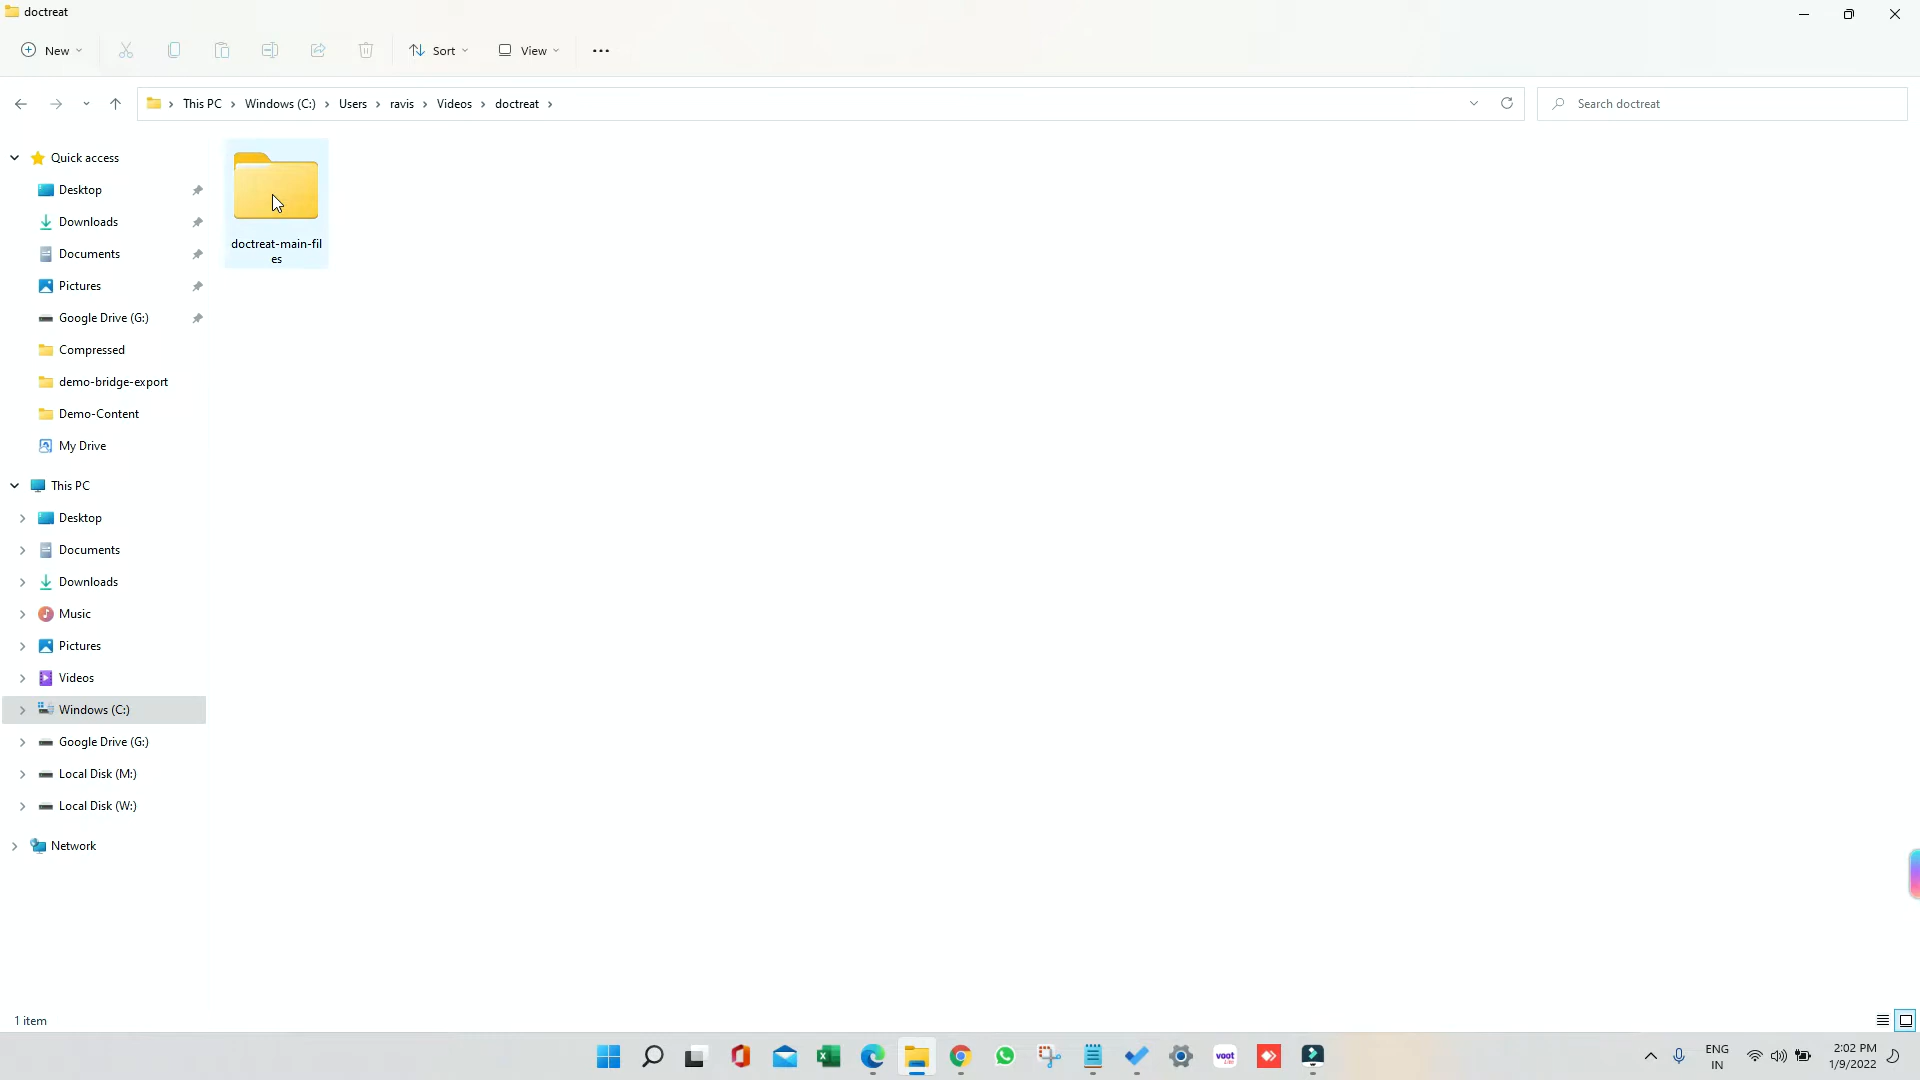 doctreat
New
Sort
View
This PC
Windows (C:)
Users
ravis
Videos
doctreat
Search doctreat
Quick access
Desktop
Downloads
Documents
Pictures
Google Drive (G:)
Compressed
demo-bridge-export
Demo-Content
My Drive
This PC
Desktop
Documents
Downloads
Music
Pictures
Videos
Windows (C:)
Google Drive (G:)
Local Disk (M:)
Local Disk (W:)
Network
doctreat-main-fil
es
1 item
voot
ENG
IN
2:02 PM
1/9/2022